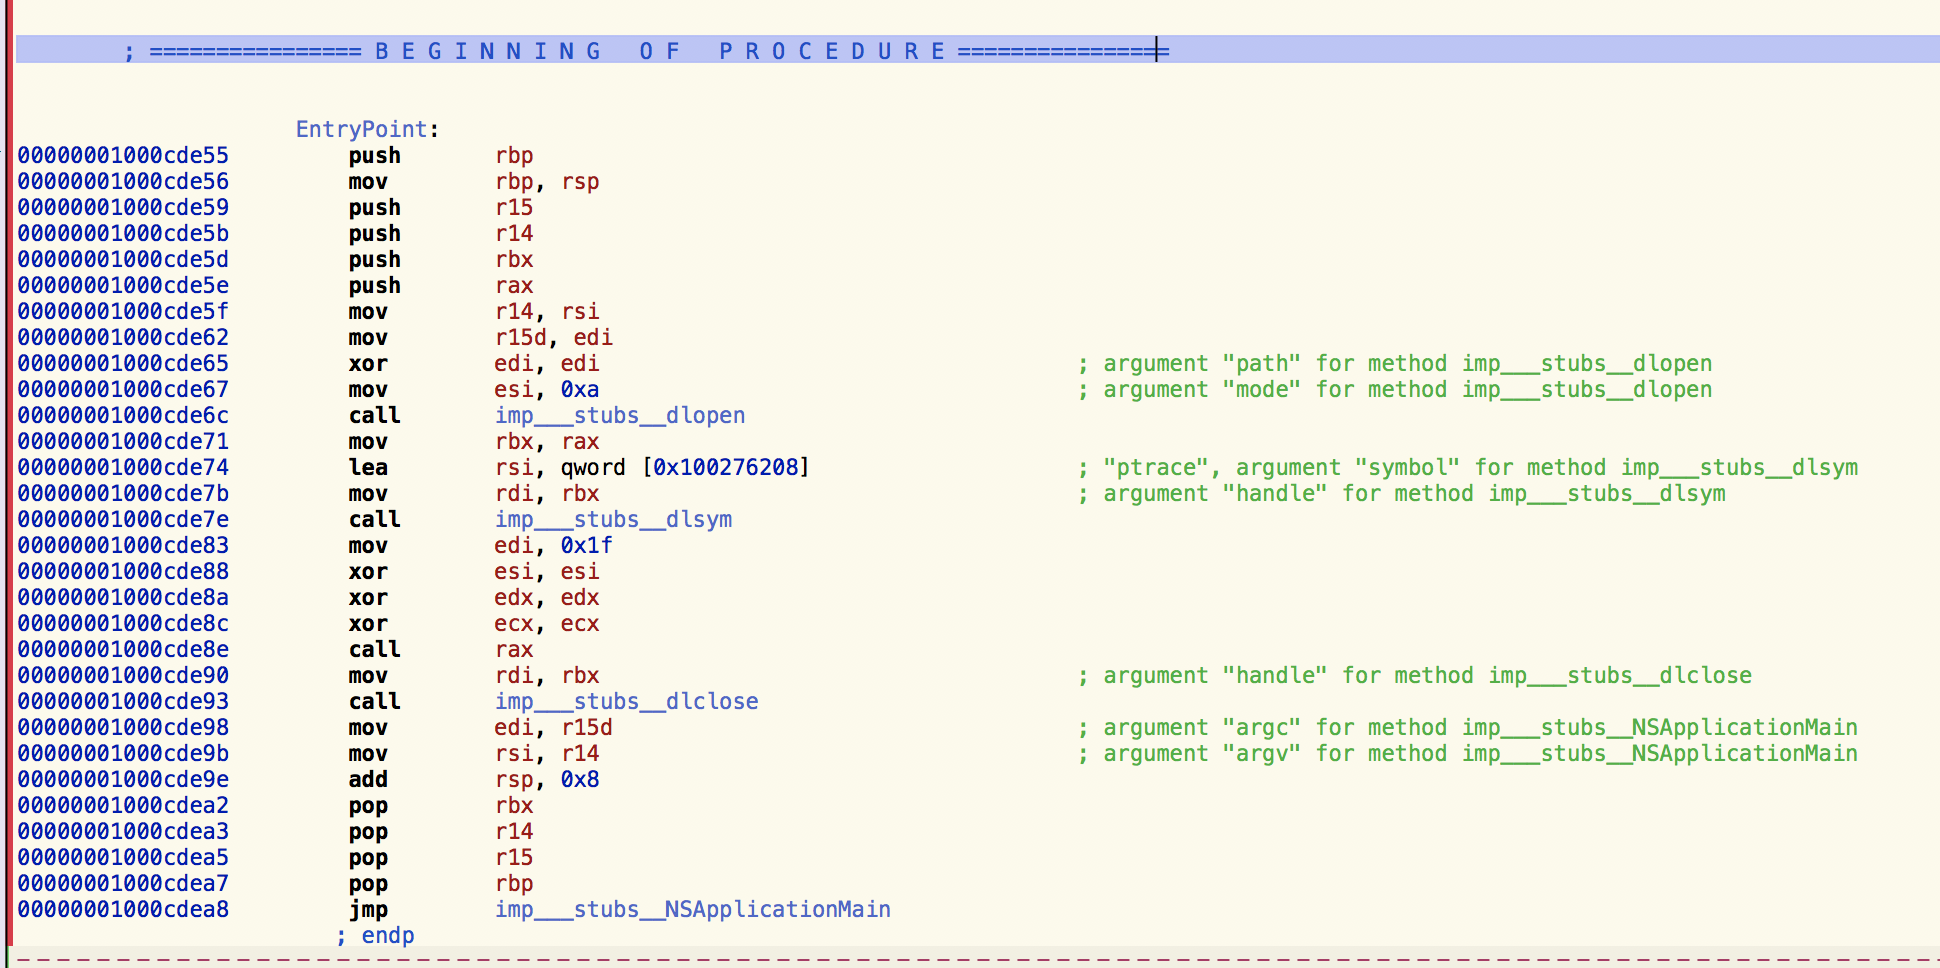 ; ================ B E G I N N I N G   O F   P R O C E D U R E ================
EntryPoint:
00000001000cde55 push rbp
00000001000cde56 mov rbp, rsp
00000001000cde59 push r15
00000001000cde5b push r14
00000001000cde5d push rbx
00000001000cde5e push rax
00000001000cde5f mov r14, rsi
00000001000cde62 mov r15d, edi
00000001000cde65 xor edi, edi ; argument "path" for method imp___stubs__dlopen
00000001000cde67 mov esi, 0xa ; argument "mode" for method imp___stubs__dlopen
00000001000cde6c call imp___stubs__dlopen
00000001000cde71 mov rbx, rax
00000001000cde74 lea rsi, qword [0x100276208] ; "ptrace", argument "symbol" for method imp___stubs__dlsym
00000001000cde7b mov rdi, rbx ; argument "handle" for method imp___stubs__dlsym
00000001000cde7e call imp___stubs__dlsym
00000001000cde83 mov edi, 0x1f
00000001000cde88 xor esi, esi
00000001000cde8a xor edx, edx
00000001000cde8c xor ecx, ecx
00000001000cde8e call rax
00000001000cde90 mov rdi, rbx ; argument "handle" for method imp___stubs__dlclose
00000001000cde93 call imp___stubs__dlclose
00000001000cde98 mov edi, r15d ; argument "argc" for method imp___stubs__NSApplicationMain
00000001000cde9b mov rsi, r14 ; argument "argv" for method imp___stubs__NSApplicationMain
00000001000cde9e add rsp, 0x8
00000001000cdea2 pop rbx
00000001000cdea3 pop r14
00000001000cdea5 pop r15
00000001000cdea7 pop rbp
00000001000cdea8 jmp imp___stubs__NSApplicationMain
; endp